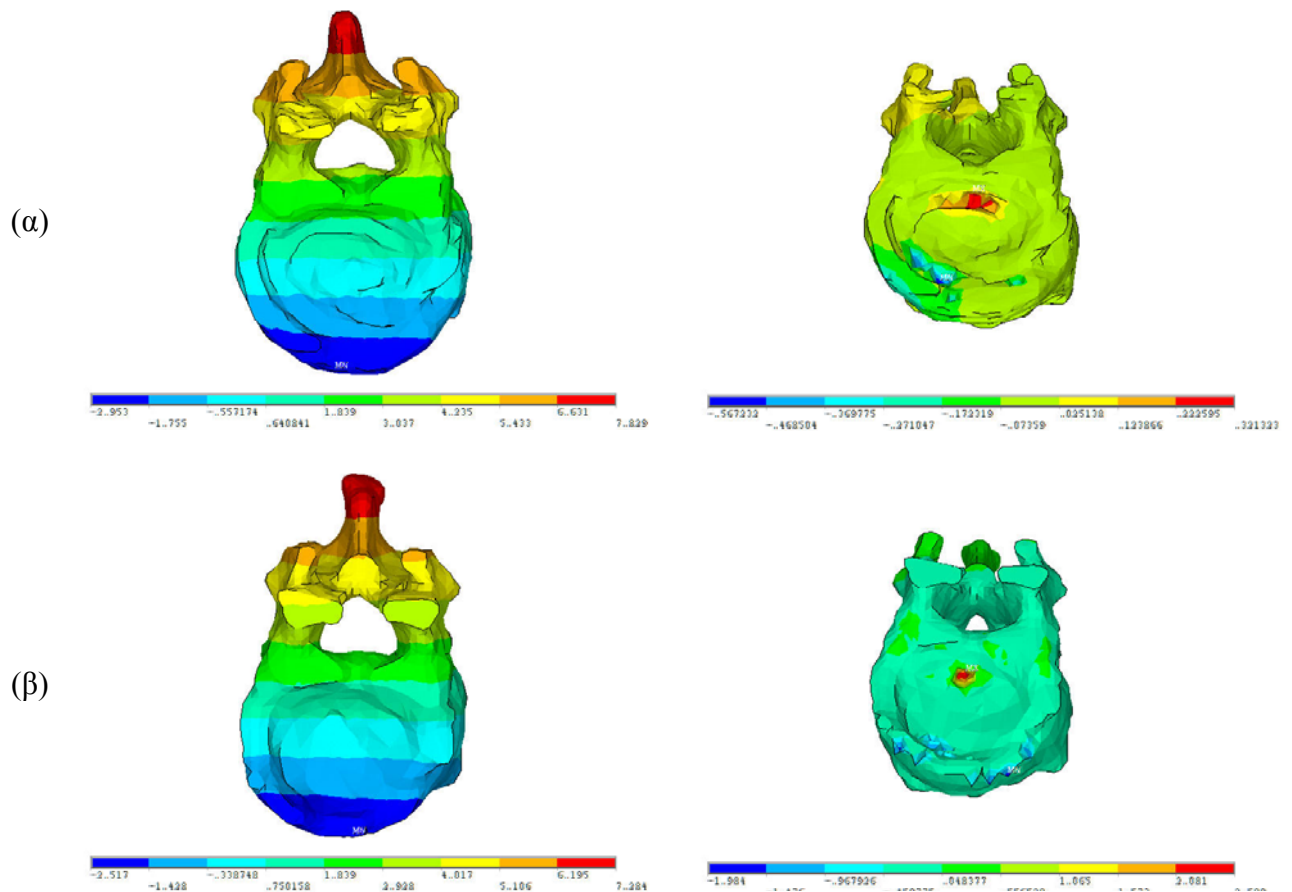 (α)
MN
-2.953 -.557174 1.839 4.235 6.631
-1.755 .640841 3.037 5.433 7.829
MX
MN
-.567232 -.369775 -.172319 .025138 .222595
-.468504 -.271047 -.07359 .123866 .321323
(β)
MN
-2.517 -.338748 1.839 4.017 6.195
-1.428 .750158 2.928 5.106 7.284
MX
MN
-1.984 -.967926 .048377 1.065 2.081